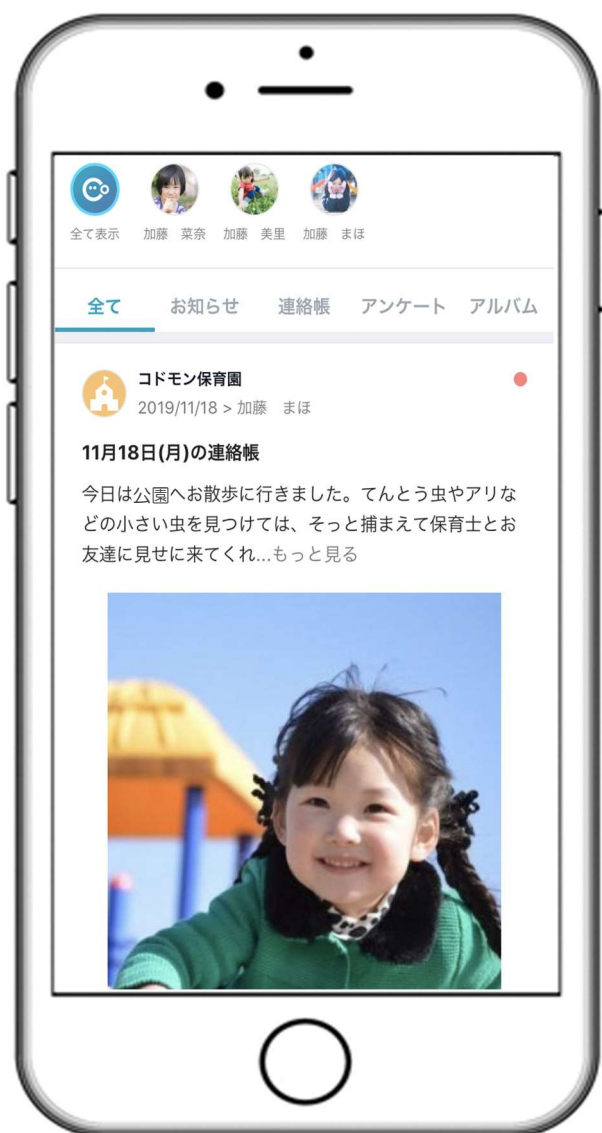 全て表示
加藤　菜奈
加藤　美里
加藤　まほ
全て
お知らせ
連絡帳
アンケート
アルバム
コドモン保育園
2019/11/18 > 加藤　まほ
11月18日(月)の連絡帳
今日は公園へお散歩に行きました。てんとう虫やアリな
どの小さい虫を見つけては、そっと捕まえて保育士とお
友達に見せに来てくれ...もっと見る